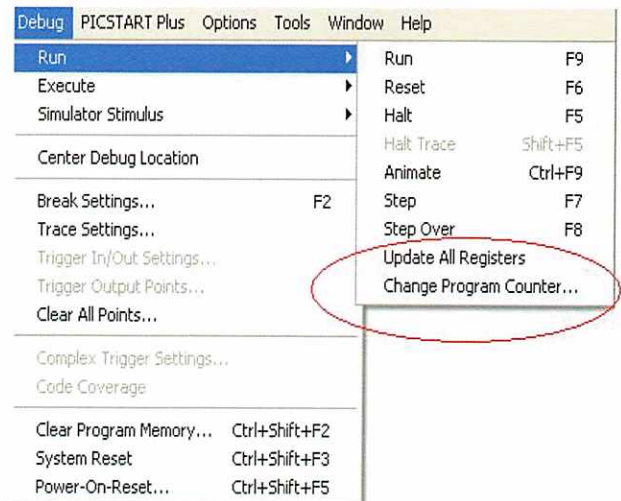 Debug PICSTART Plus Options Tools Window Help
Run
Execute
Simulator Stimulus
Center Debug Location
Break Settings... F2
Trace Settings...
Trigger In/Out Settings...
Trigger Output Points...
Clear All Points...
Complex Trigger Settings...
Code Coverage
Clear Program Memory... Ctrl+Shift+F2
System Reset Ctrl+Shift+F3
Power-On-Reset... Ctrl+Shift+F5
Run F9
Reset F6
Halt F5
Halt Trace Shift+F5
Animate Ctrl+F9
Step F7
Step Over F8
Update All Registers
Change Program Counter...